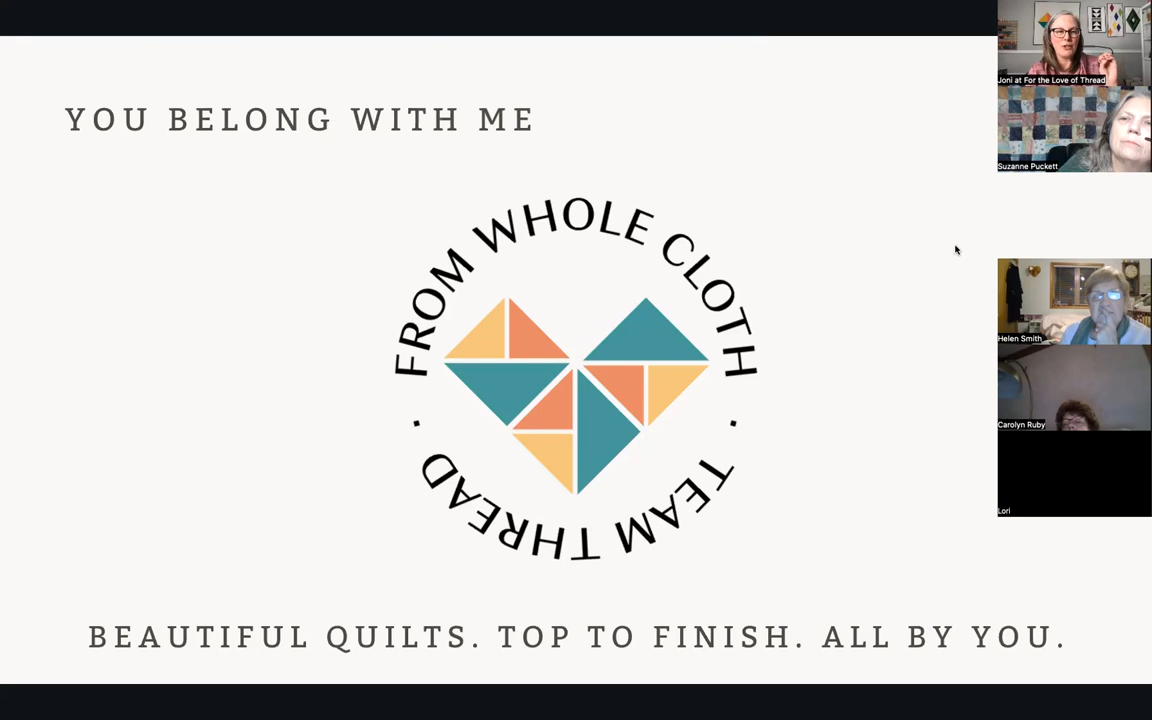 YOU BELONG WITH ME
FROM WHOLE CLOTH
· TEAM THREAD ·
BEAUTIFUL QUILTS. TOP TO FINISH. ALL BY YOU.
Joni at For the Love of Thread
Suzanne Puckett
Helen Smith
Carolyn Ruby
Lori